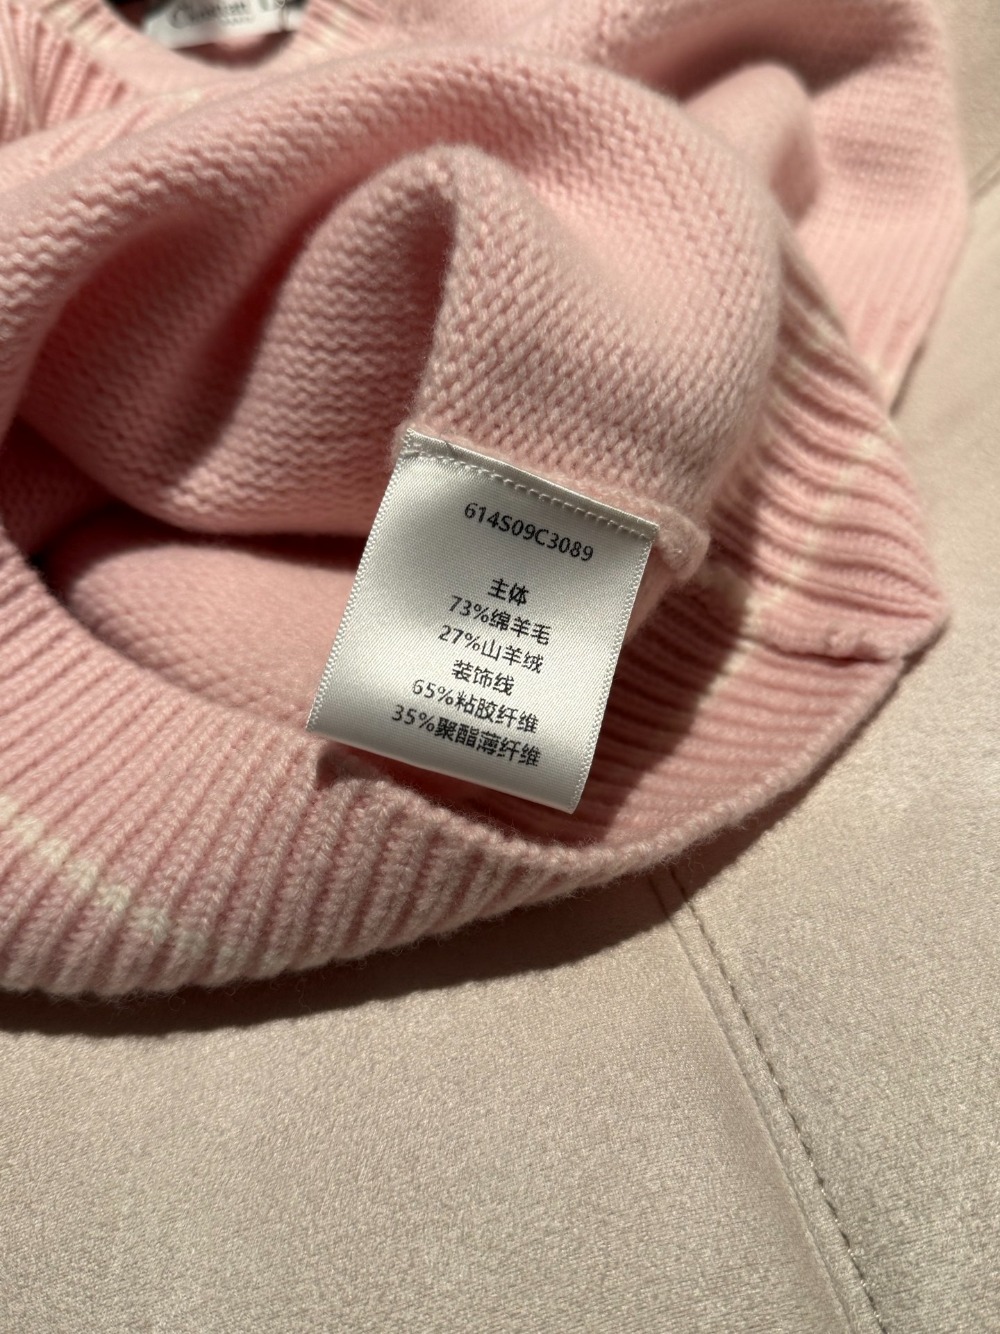 Christian
614S09C3089
主体
73%绵羊毛
27%山羊绒
装饰线
65%粘胶纤维
35%聚酯薄纤维